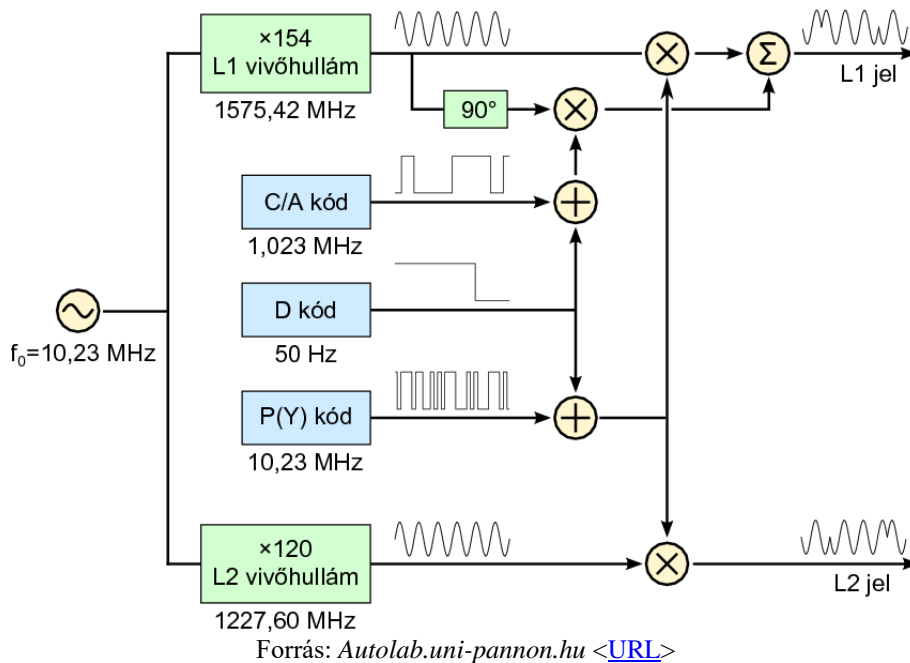 ×154
L1 vivőhullám
1575,42 MHz
L1 jel
90°
C/A kód
1,023 MHz
D kód
50 Hz
f₀=10,23 MHz
P(Y) kód
10,23 MHz
×120
L2 vivőhullám
1227,60 MHz
L2 jel
Forrás: Autolab.uni-pannon.hu <URL>